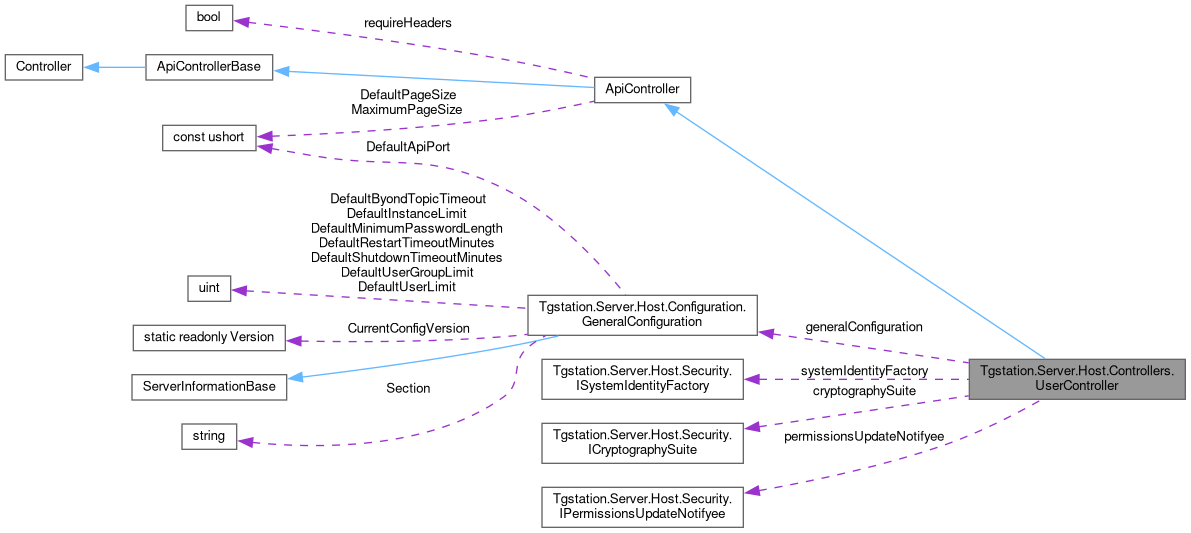 bool
requireHeaders
Controller
ApiControllerBase
ApiController
DefaultPageSize
MaximumPageSize
const ushort
DefaultApiPort
DefaultByondTopicTimeout
DefaultInstanceLimit
DefaultMinimumPasswordLength
DefaultRestartTimeoutMinutes
DefaultShutdownTimeoutMinutes
DefaultUserGroupLimit
DefaultUserLimit
uint
Tgstation.Server.Host.Configuration.
GeneralConfiguration
static readonly Version
CurrentConfigVersion
generalConfiguration
ServerInformationBase
Section
string
Tgstation.Server.Host.Security.
ISystemIdentityFactory
systemIdentityFactory
cryptographySuite
Tgstation.Server.Host.Controllers.
UserController
Tgstation.Server.Host.Security.
ICryptographySuite
permissionsUpdateNotifyee
Tgstation.Server.Host.Security.
IPermissionsUpdateNotifyee